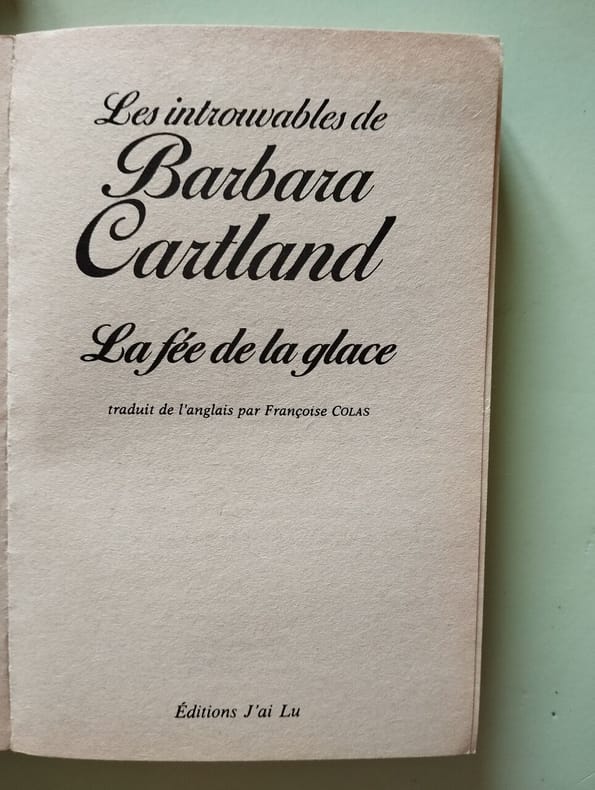 Les introuvables de
Barbara
Cartland
La fée de la glace
traduit de l'anglais par Françoise COLAS
Éditions J'ai Lu